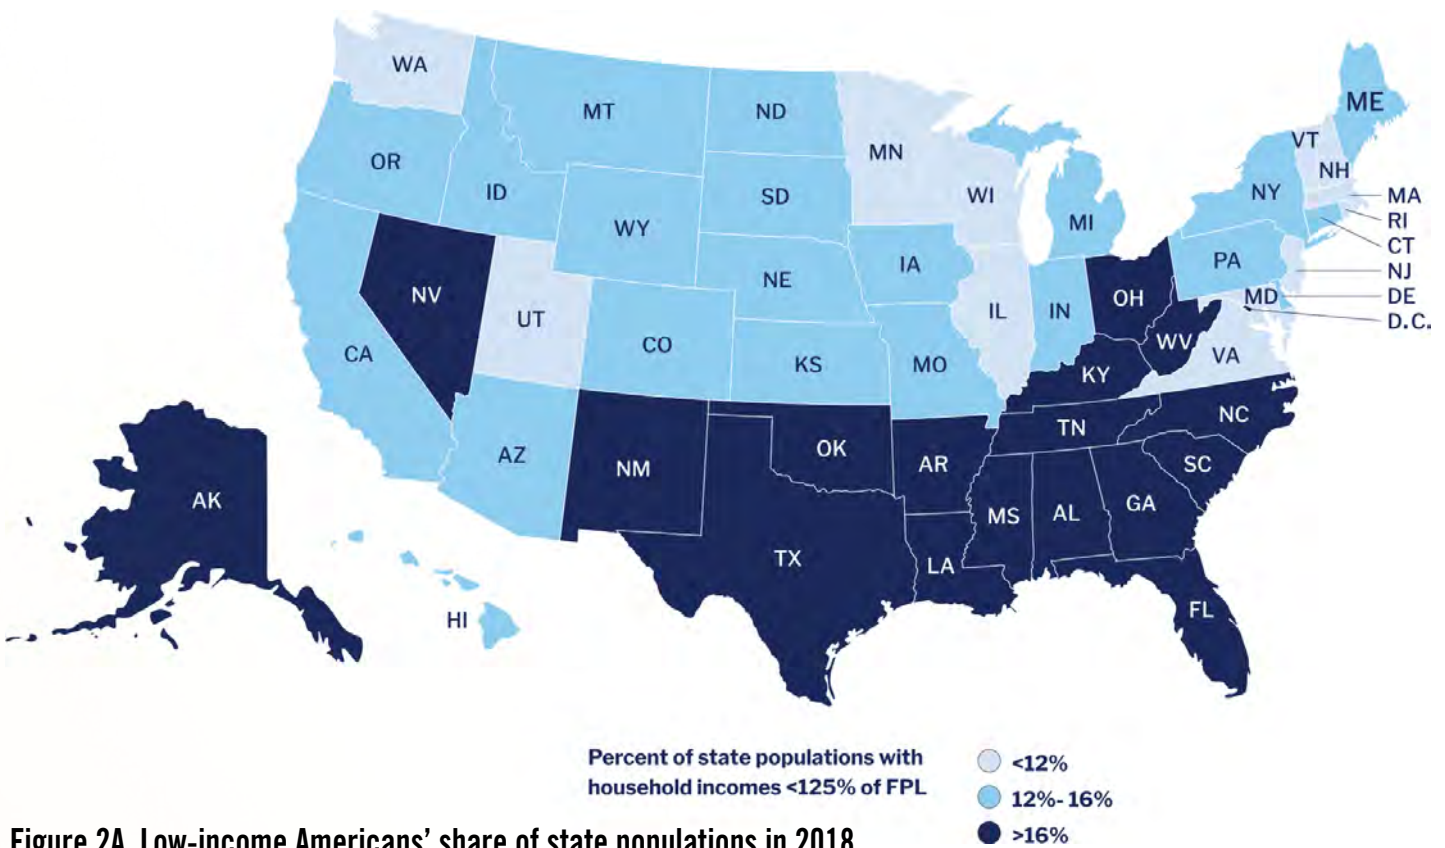 WA
MT
ND
ME
VT
MN
OR
NH
ID
SD
WI
NY
MA
RI
MI
WY
CT
IA
PA
NJ
NE
NV
MD
DE
OH
IL
IN
UT
D.C.
CO
WV
CA
VA
KS
MO
KY
NC
TN
OK
AZ
AR
SC
NM
AK
GA
MS
AL
TX
LA
FL
HI
Percent of state populations with
household incomes <125% of FPL
<12%
12%- 16%
>16%
Figure 2A. Low-income Americans' share of state populations in 2018